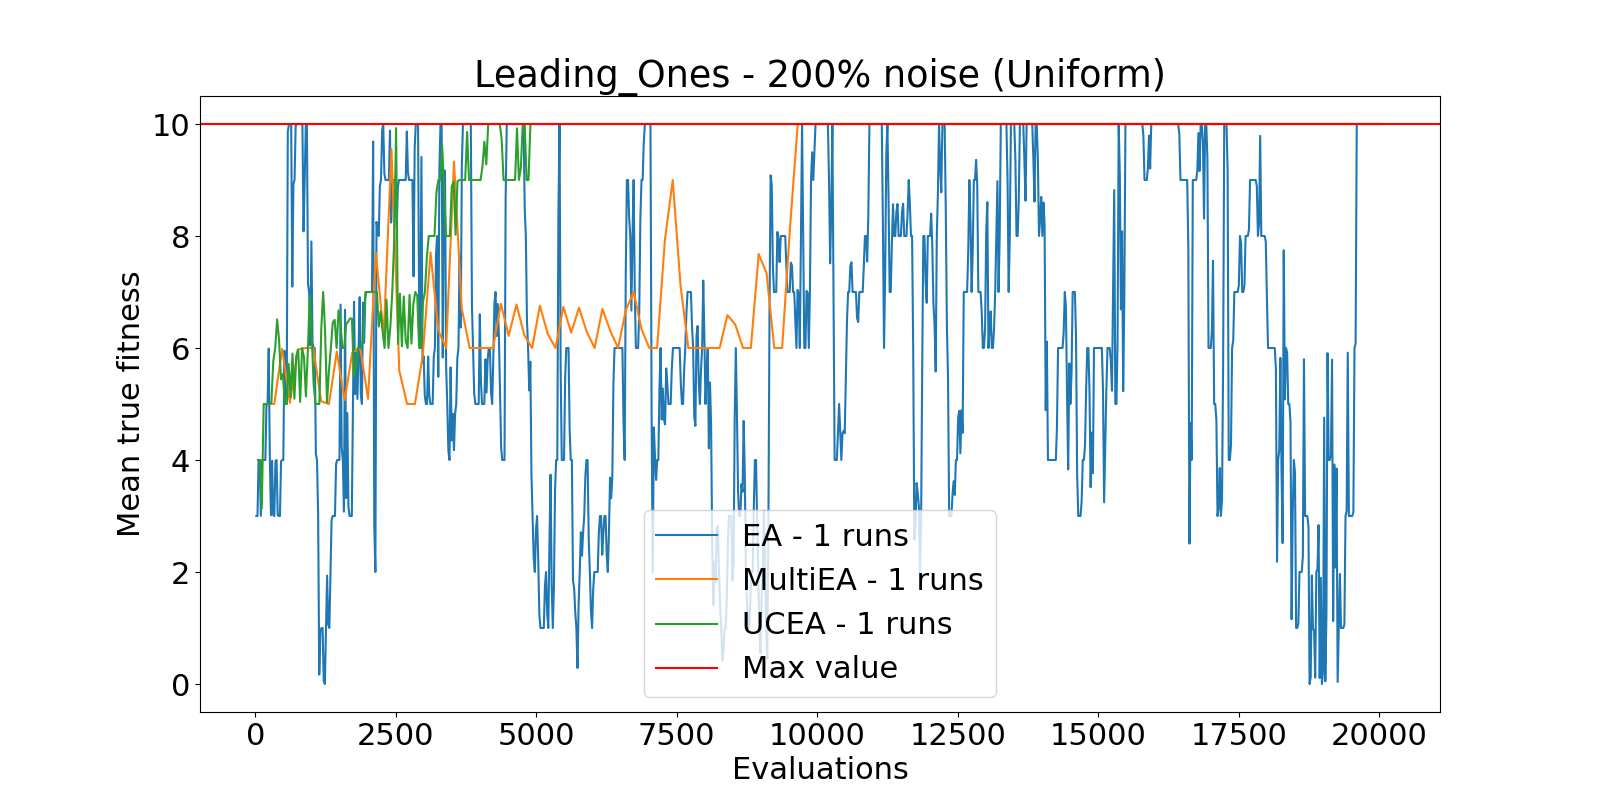 Leading_Ones - 200% noise (Uniform)
Mean true fitness
10
8
6
4
2
0
EA - 1 runs
MultiEA - 1 runs
UCEA - 1 runs
Max value
0 2500 5000 7500 10000 12500 15000 17500 20000
Evaluations